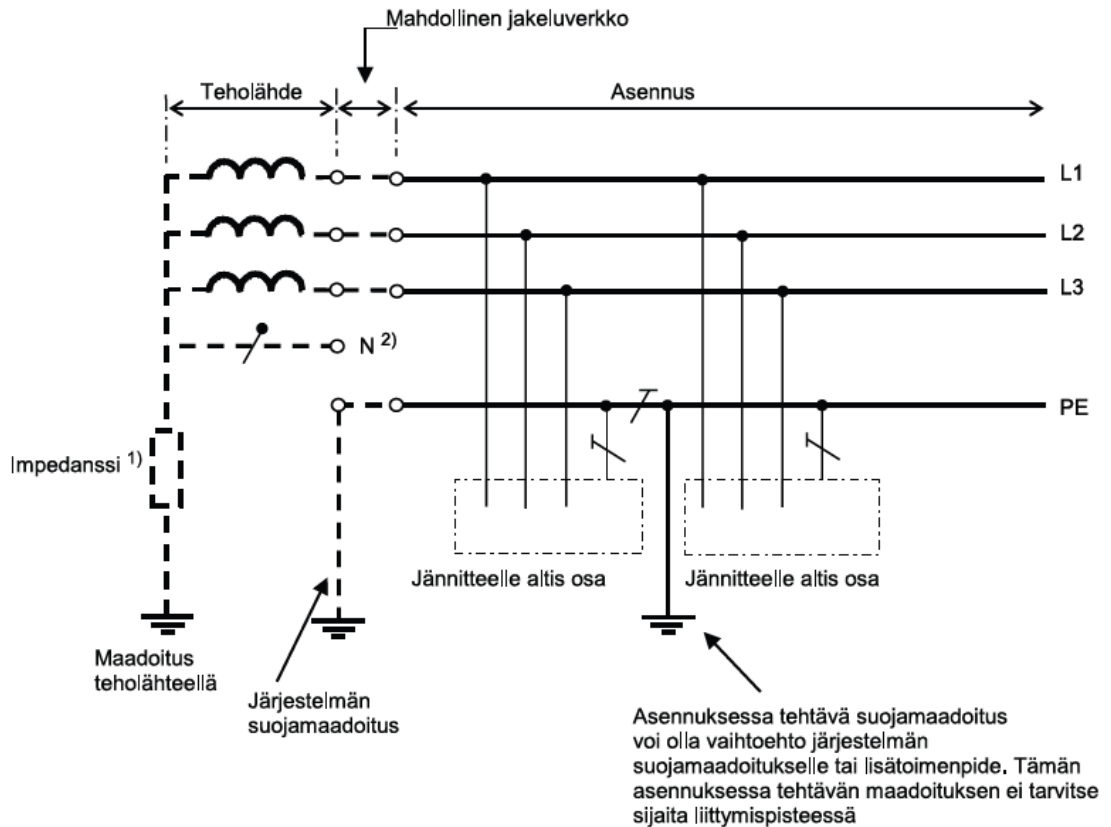 Mahdollinen jakeluverkko
Teholähde
Asennus
L1
L2
L3
N 2)
PE
Impedanssi 1)
Jännitteelle altis osa
Jännitteelle altis osa
Maadoitus
teholähteellä
Järjestelmän
suojamaadoitus
Asennuksessa tehtävä suojamaadoitus
voi olla vaihtoehto järjestelmän
suojamaadoitukselle tai lisätoimenpide. Tämän
asennuksessa tehtävän maadoituksen ei tarvitse
sijaita liittymispisteessä